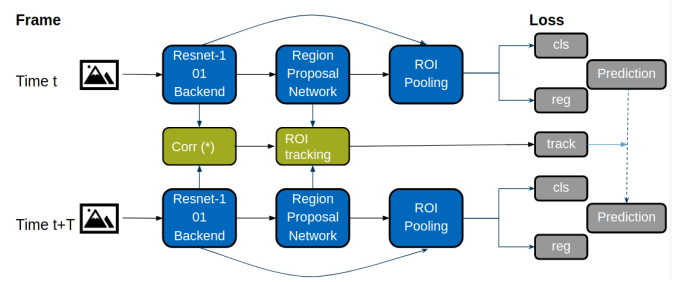 Frame
Loss
Time t
Resnet-1
01
Backend
Region
Proposal
Network
ROI
Pooling
cls
reg
Prediction
Corr (*)
ROI
tracking
track
Time t+T
Resnet-1
01
Backend
Region
Proposal
Network
ROI
Pooling
cls
reg
Prediction